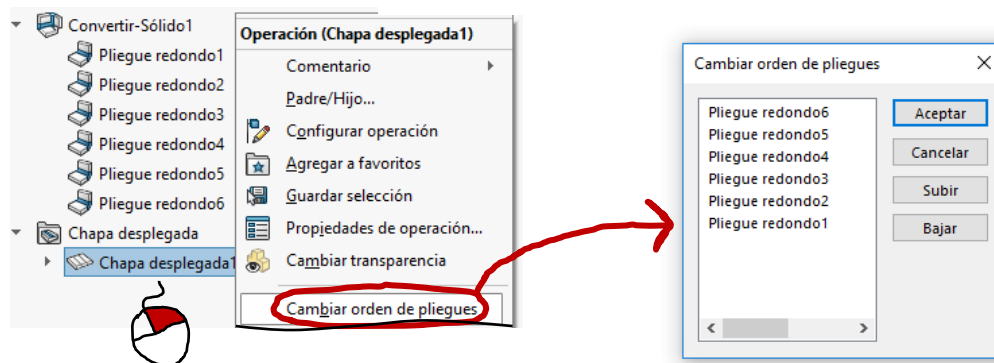 Convertir-Sólido1
Pliegue redondo1
Pliegue redondo2
Pliegue redondo3
Pliegue redondo4
Pliegue redondo5
Pliegue redondo6
Chapa desplegada
Chapa desplegada1
Operación (Chapa desplegada1)
Comentario
Padre/Hijo...
Configurar operación
Agregar a favoritos
Guardar selección
Propiedades de operación...
Cambiar transparencia
Cambiar orden de pliegues
Cambiar orden de pliegues
Pliegue redondo6
Pliegue redondo5
Pliegue redondo4
Pliegue redondo3
Pliegue redondo2
Pliegue redondo1
Aceptar
Cancelar
Subir
Bajar